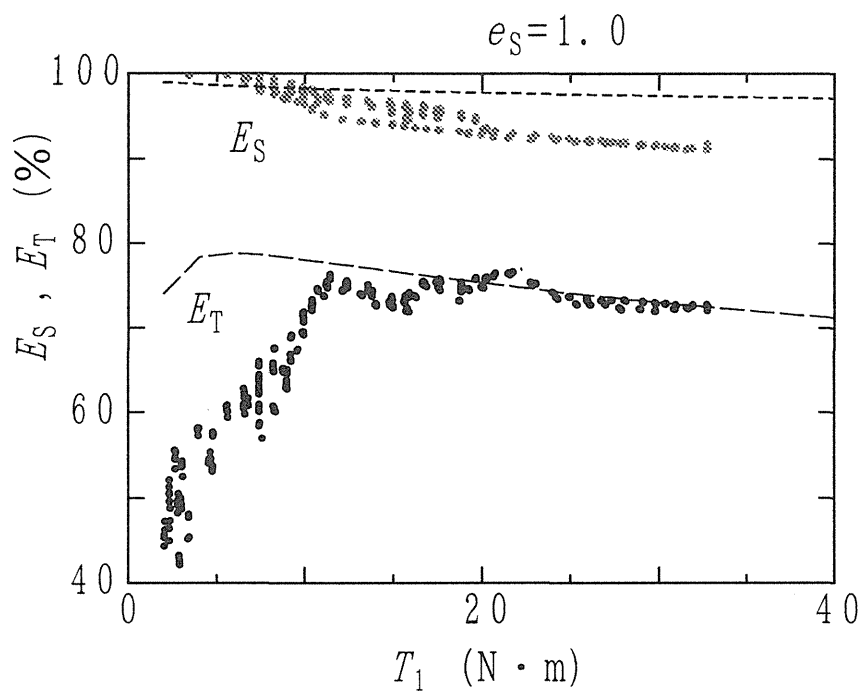 e_S=1.0
100
80
60
40
E_S
E_T
E_S , E_T (%)
0 20 40
T_1 (N・m)